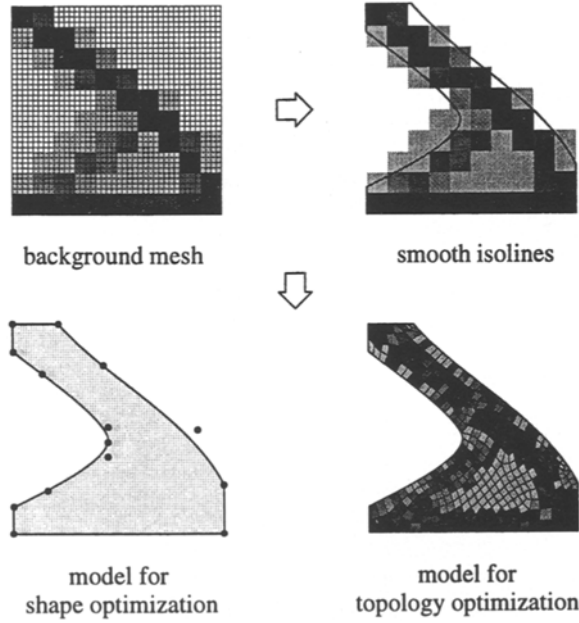 background mesh
smooth isolines
model for
shape optimization
model for
topology optimization